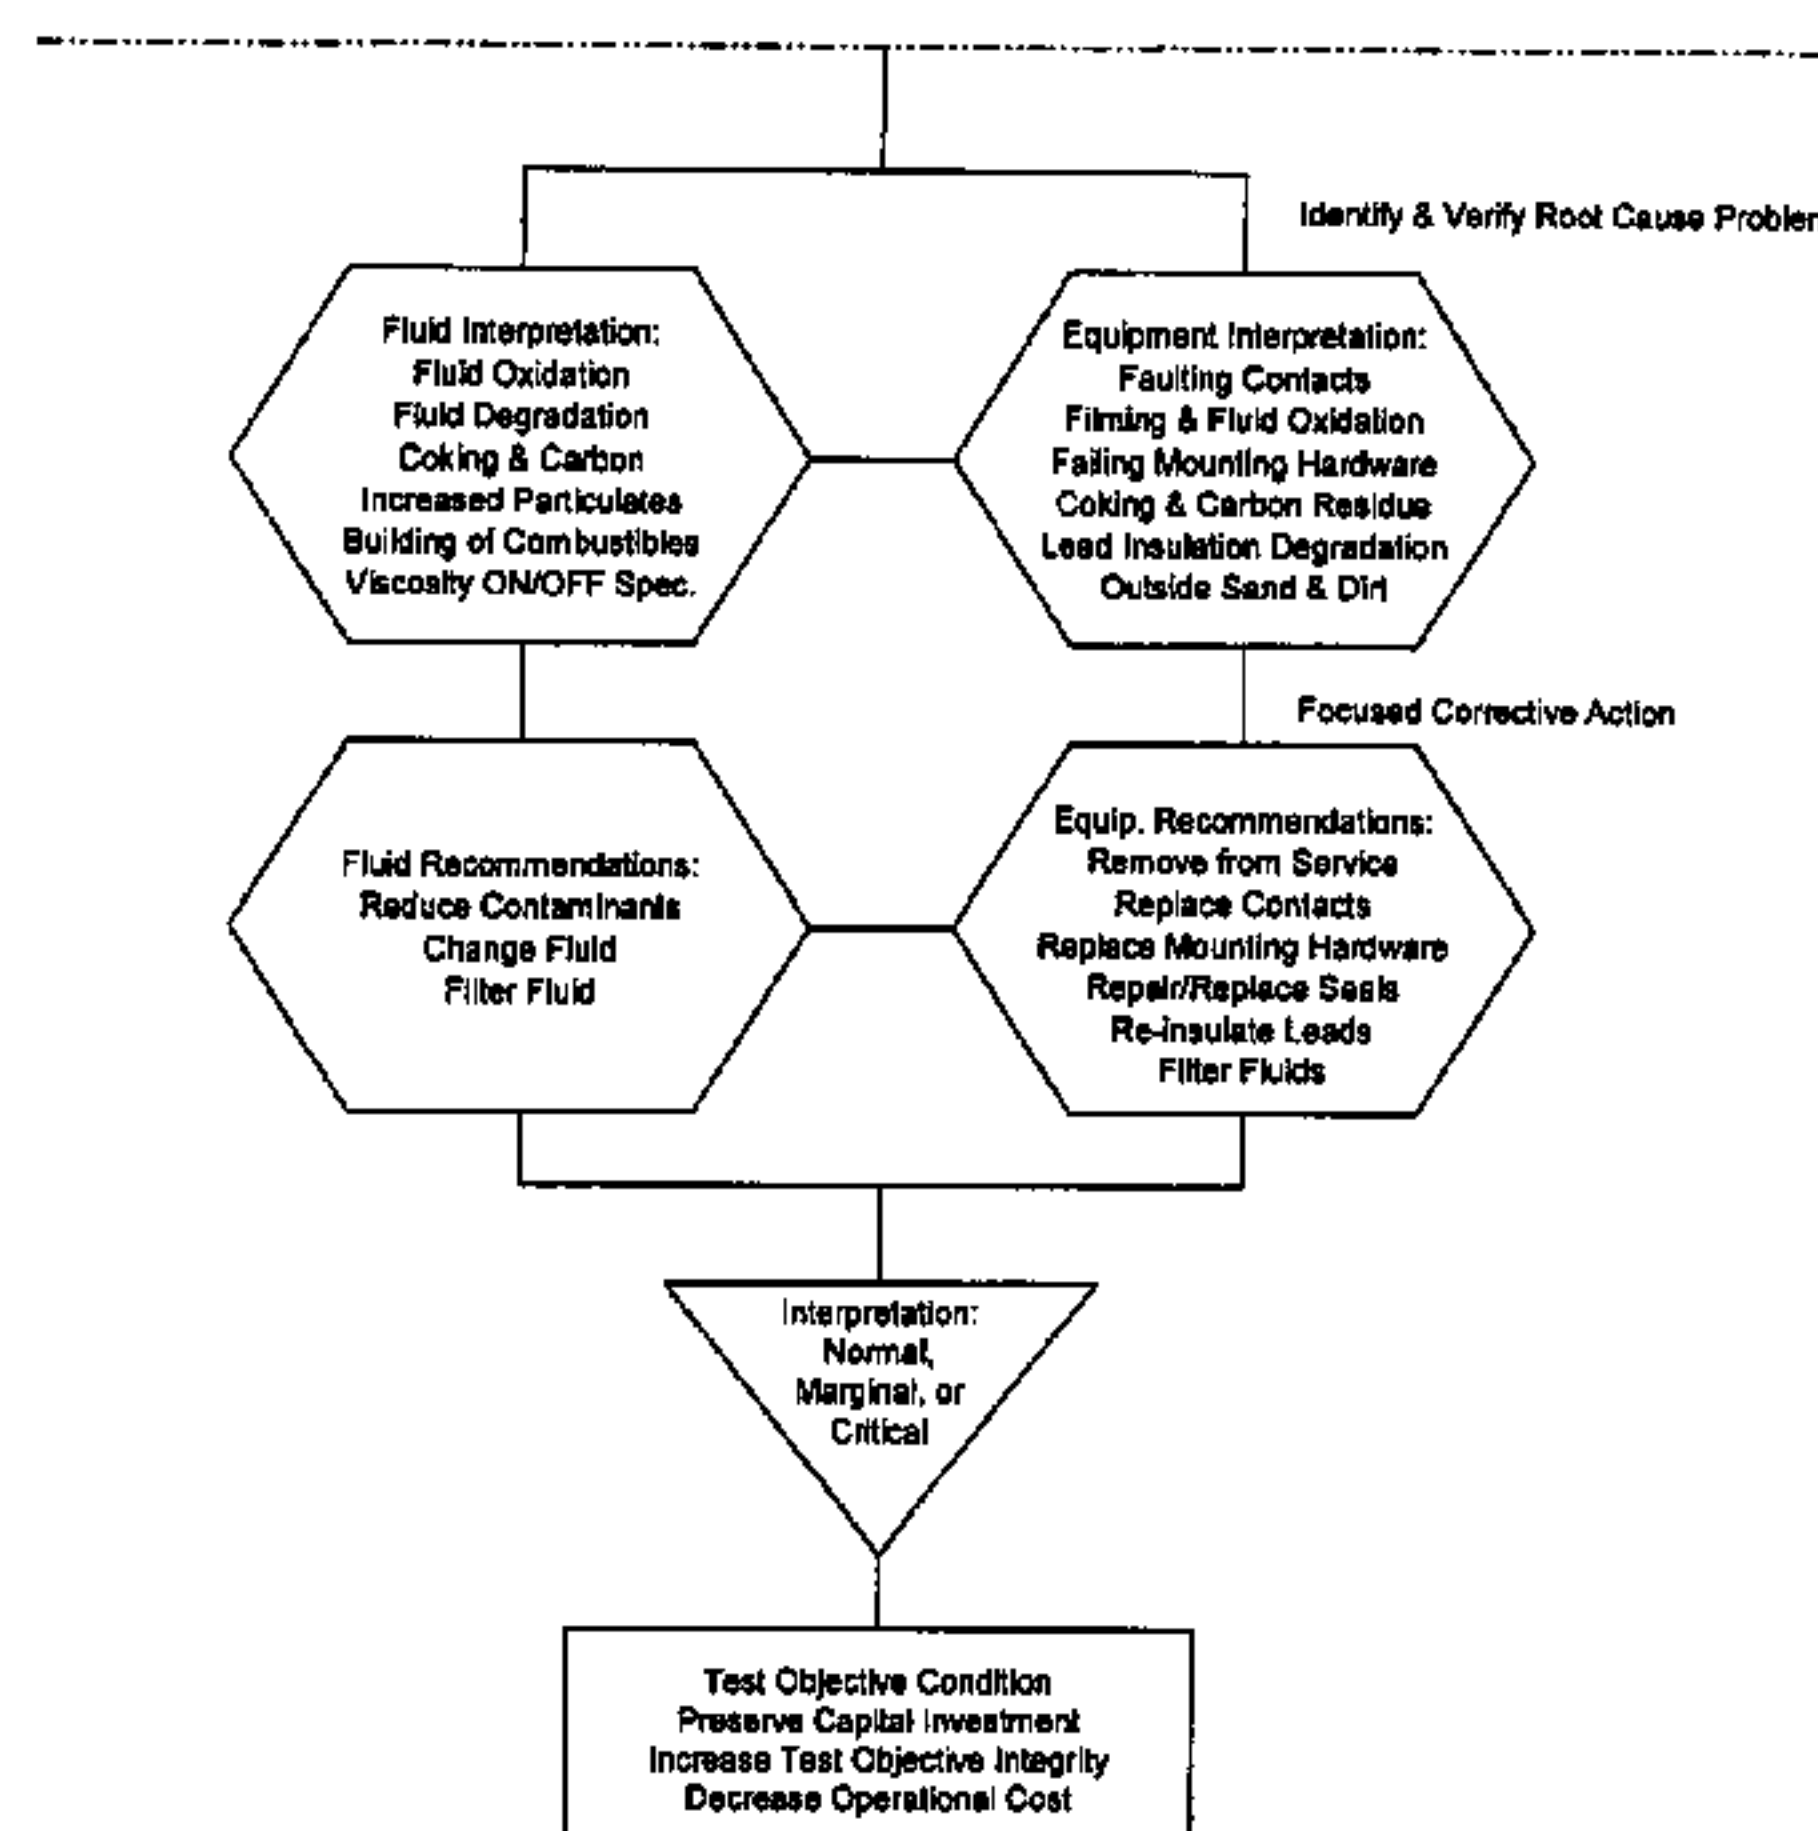 Identify & Verify Root Cause Problem
Fluid Interpretation:
Fluid Oxidation
Fluid Degradation
Coking & Carbon
Increased Particulates
Building of Combustibles
Viscosity ON/OFF Spec.
Equipment Interpretation:
Faulting Contacts
Filming & Fluid Oxidation
Failing Mounting Hardware
Coking & Carbon Residue
Lead Insulation Degradation
Outside Sand & Dirt
Focused Corrective Action
Fluid Recommendations:
Reduce Contaminants
Change Fluid
Filter Fluid
Equip. Recommendations:
Remove from Service
Replace Contacts
Replace Mounting Hardware
Repair/Replace Seals
Re-insulate Leads
Filter Fluids
Interpretation:
Normal,
Marginal, or
Critical
Test Objective Condition
Preserve Capital Investment
Increase Test Objective Integrity
Decrease Operational Cost